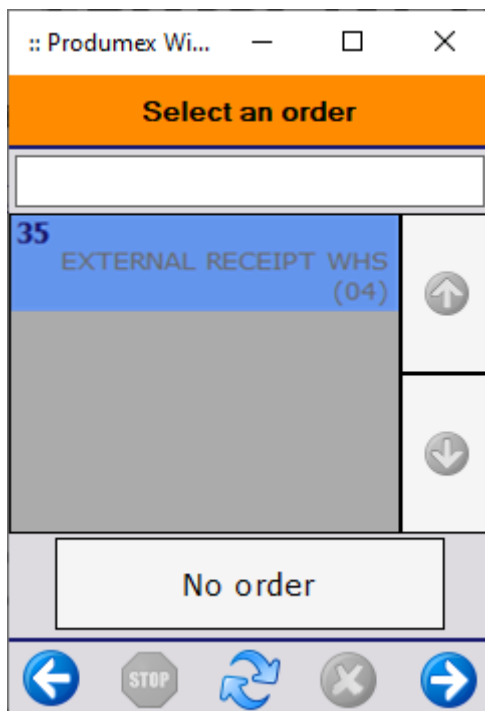 :: Produmex Wi...
Select an order
35
EXTERNAL RECEIPT WHS
(04)
No order
STOP